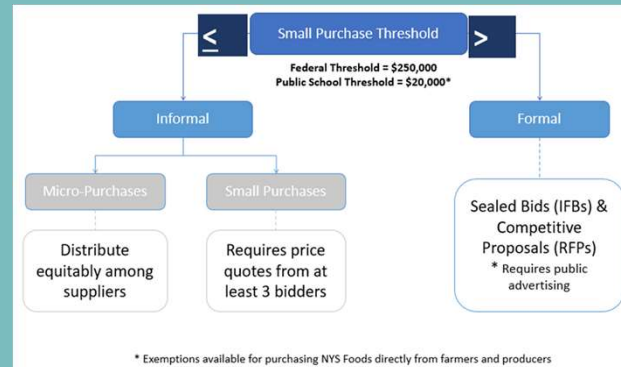 ≤
Small Purchase Threshold
>
Federal Threshold = $250,000
Public School Threshold = $20,000*
Informal
Formal
Micro-Purchases
Small Purchases
Distribute
equitably among
suppliers
Requires price
quotes from at
least 3 bidders
Sealed Bids (IFBs) &
Competitive
Proposals (RFPs)
* Requires public
advertising
* Exemptions available for purchasing NYS Foods directly from farmers and producers